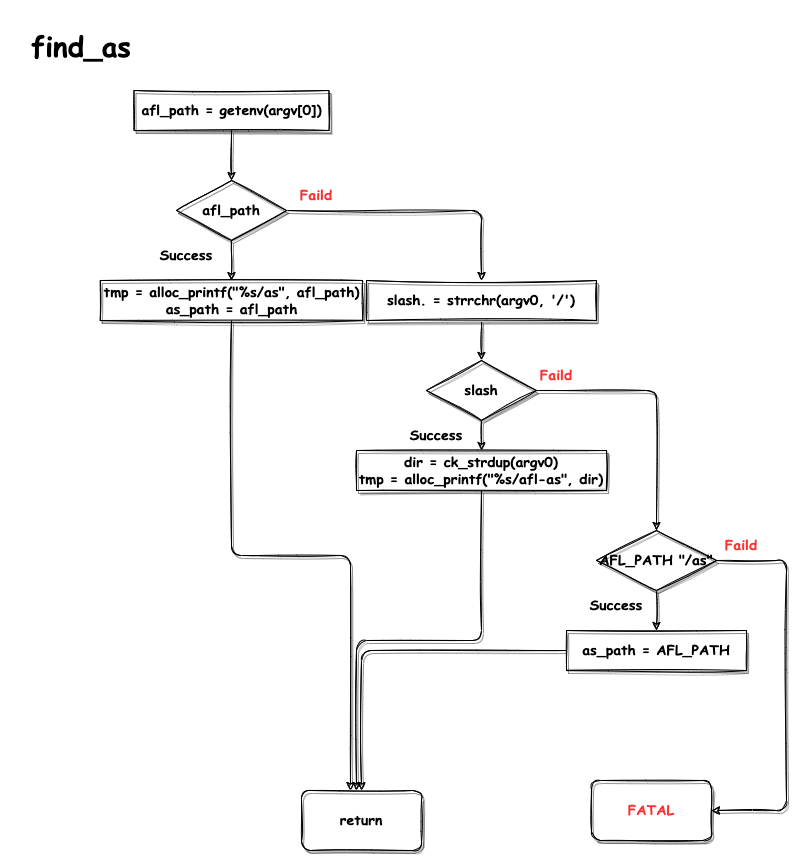 find_as
afl_path = getenv(argv[0])
Faild
afl_path
Success
tmp = alloc_printf("%s/as", afl_path)
as_path = afl_path
slash. = strrchr(argv0, '/')
Faild
slash
Success
dir = ck_strdup(argv0)
tmp = alloc_printf("%s/afl-as", dir)
Faild
AFL_PATH "/as"
Success
as_path = AFL_PATH
return
FATAL